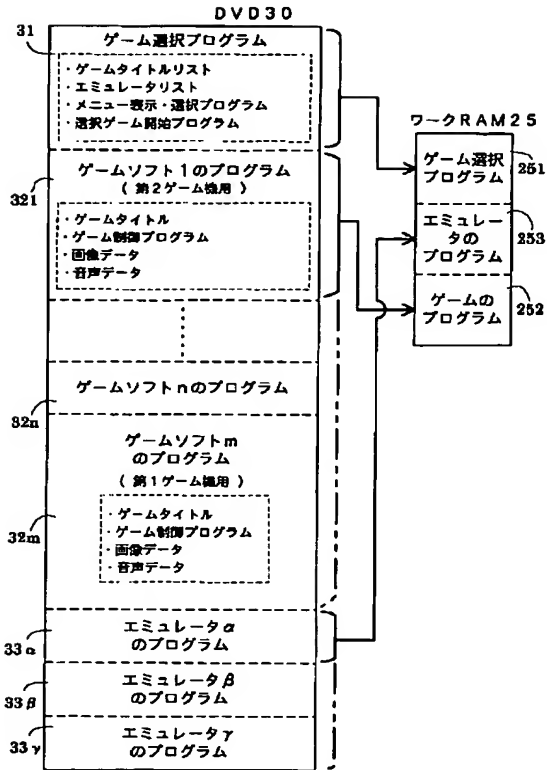 DVD30
31
ゲーム選択プログラム
・ゲームタイトルリスト
・エミュレータリスト
・メニュー表示・選択プログラム
・選択ゲーム開始プログラム
321
ゲームソフト1のプログラム
(第2ゲーム機用)
・ゲームタイトル
・ゲーム制御プログラム
・画像データ
・音声データ
32n
ゲームソフトnのプログラム
32m
ゲームソフトm
のプログラム
(第1ゲーム機用)
・ゲームタイトル
・ゲーム制御プログラム
・画像データ
・音声データ
33α
エミュレータα
のプログラム
33β
エミュレータβ
のプログラム
33γ
エミュレータγ
のプログラム
ワークRAM25
ゲーム選択
プログラム
251
エミュレー
タの
プログラム
253
ゲームの
プログラム
252